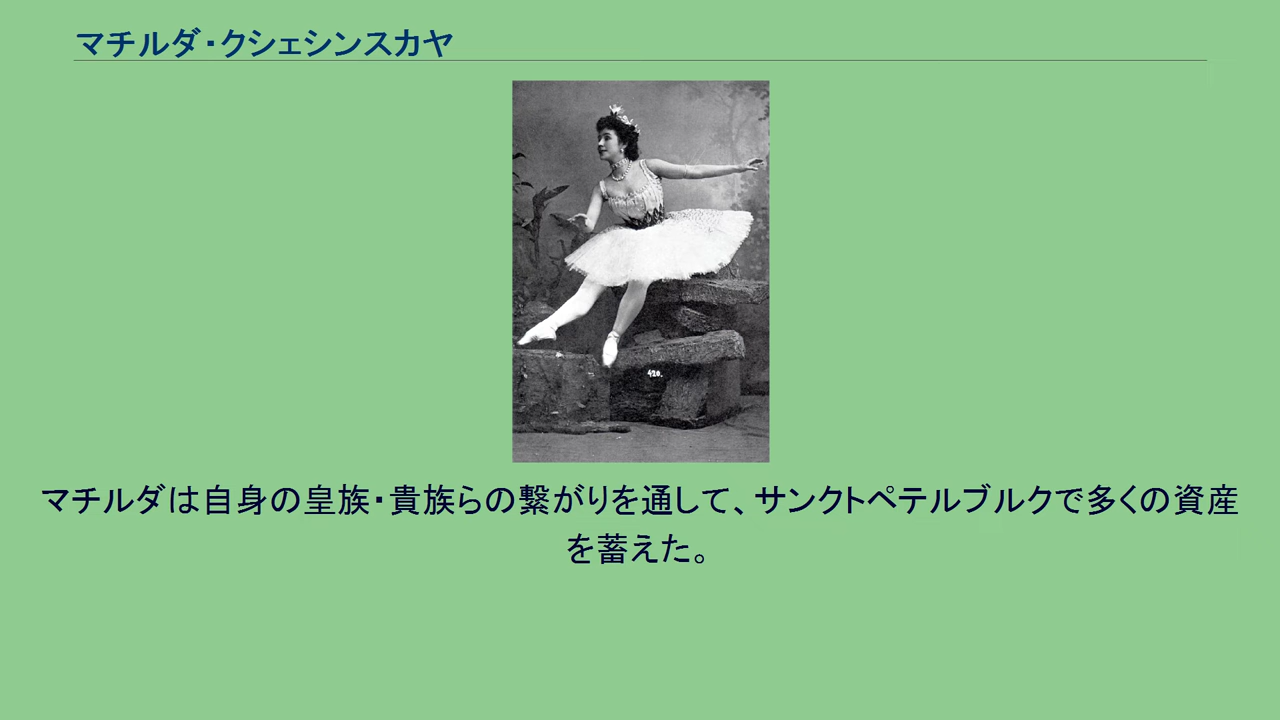 マチルダ・クシェシンスカヤ
420.
マチルダは自身の皇族・貴族らの繋がりを通して、サンクトペテルブルクで多くの資産
を蓄えた。